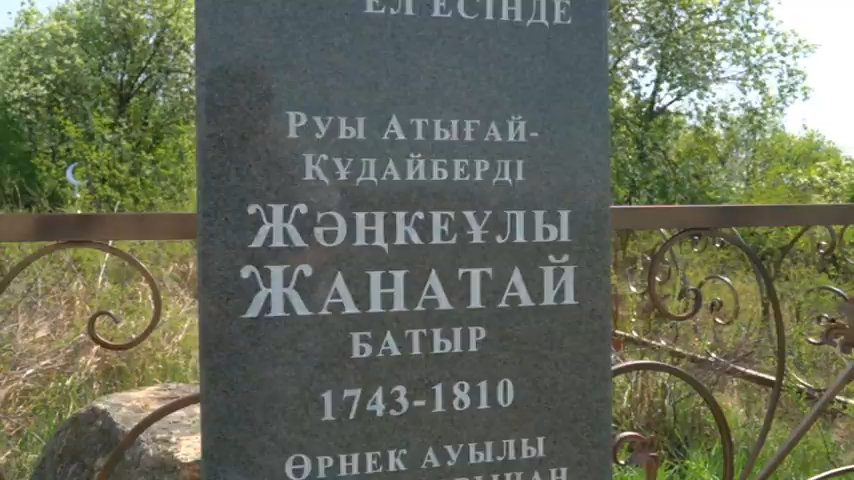 ЕЛ ЕСІНДЕ
РУЫ АТЫҒАЙ-
ҚҰДАЙБЕРДІ
ЖӘҢКЕҰЛЫ
ЖАНАТАЙ
БАТЫР
1743-1810
ӨРНЕК АУЫЛЫ